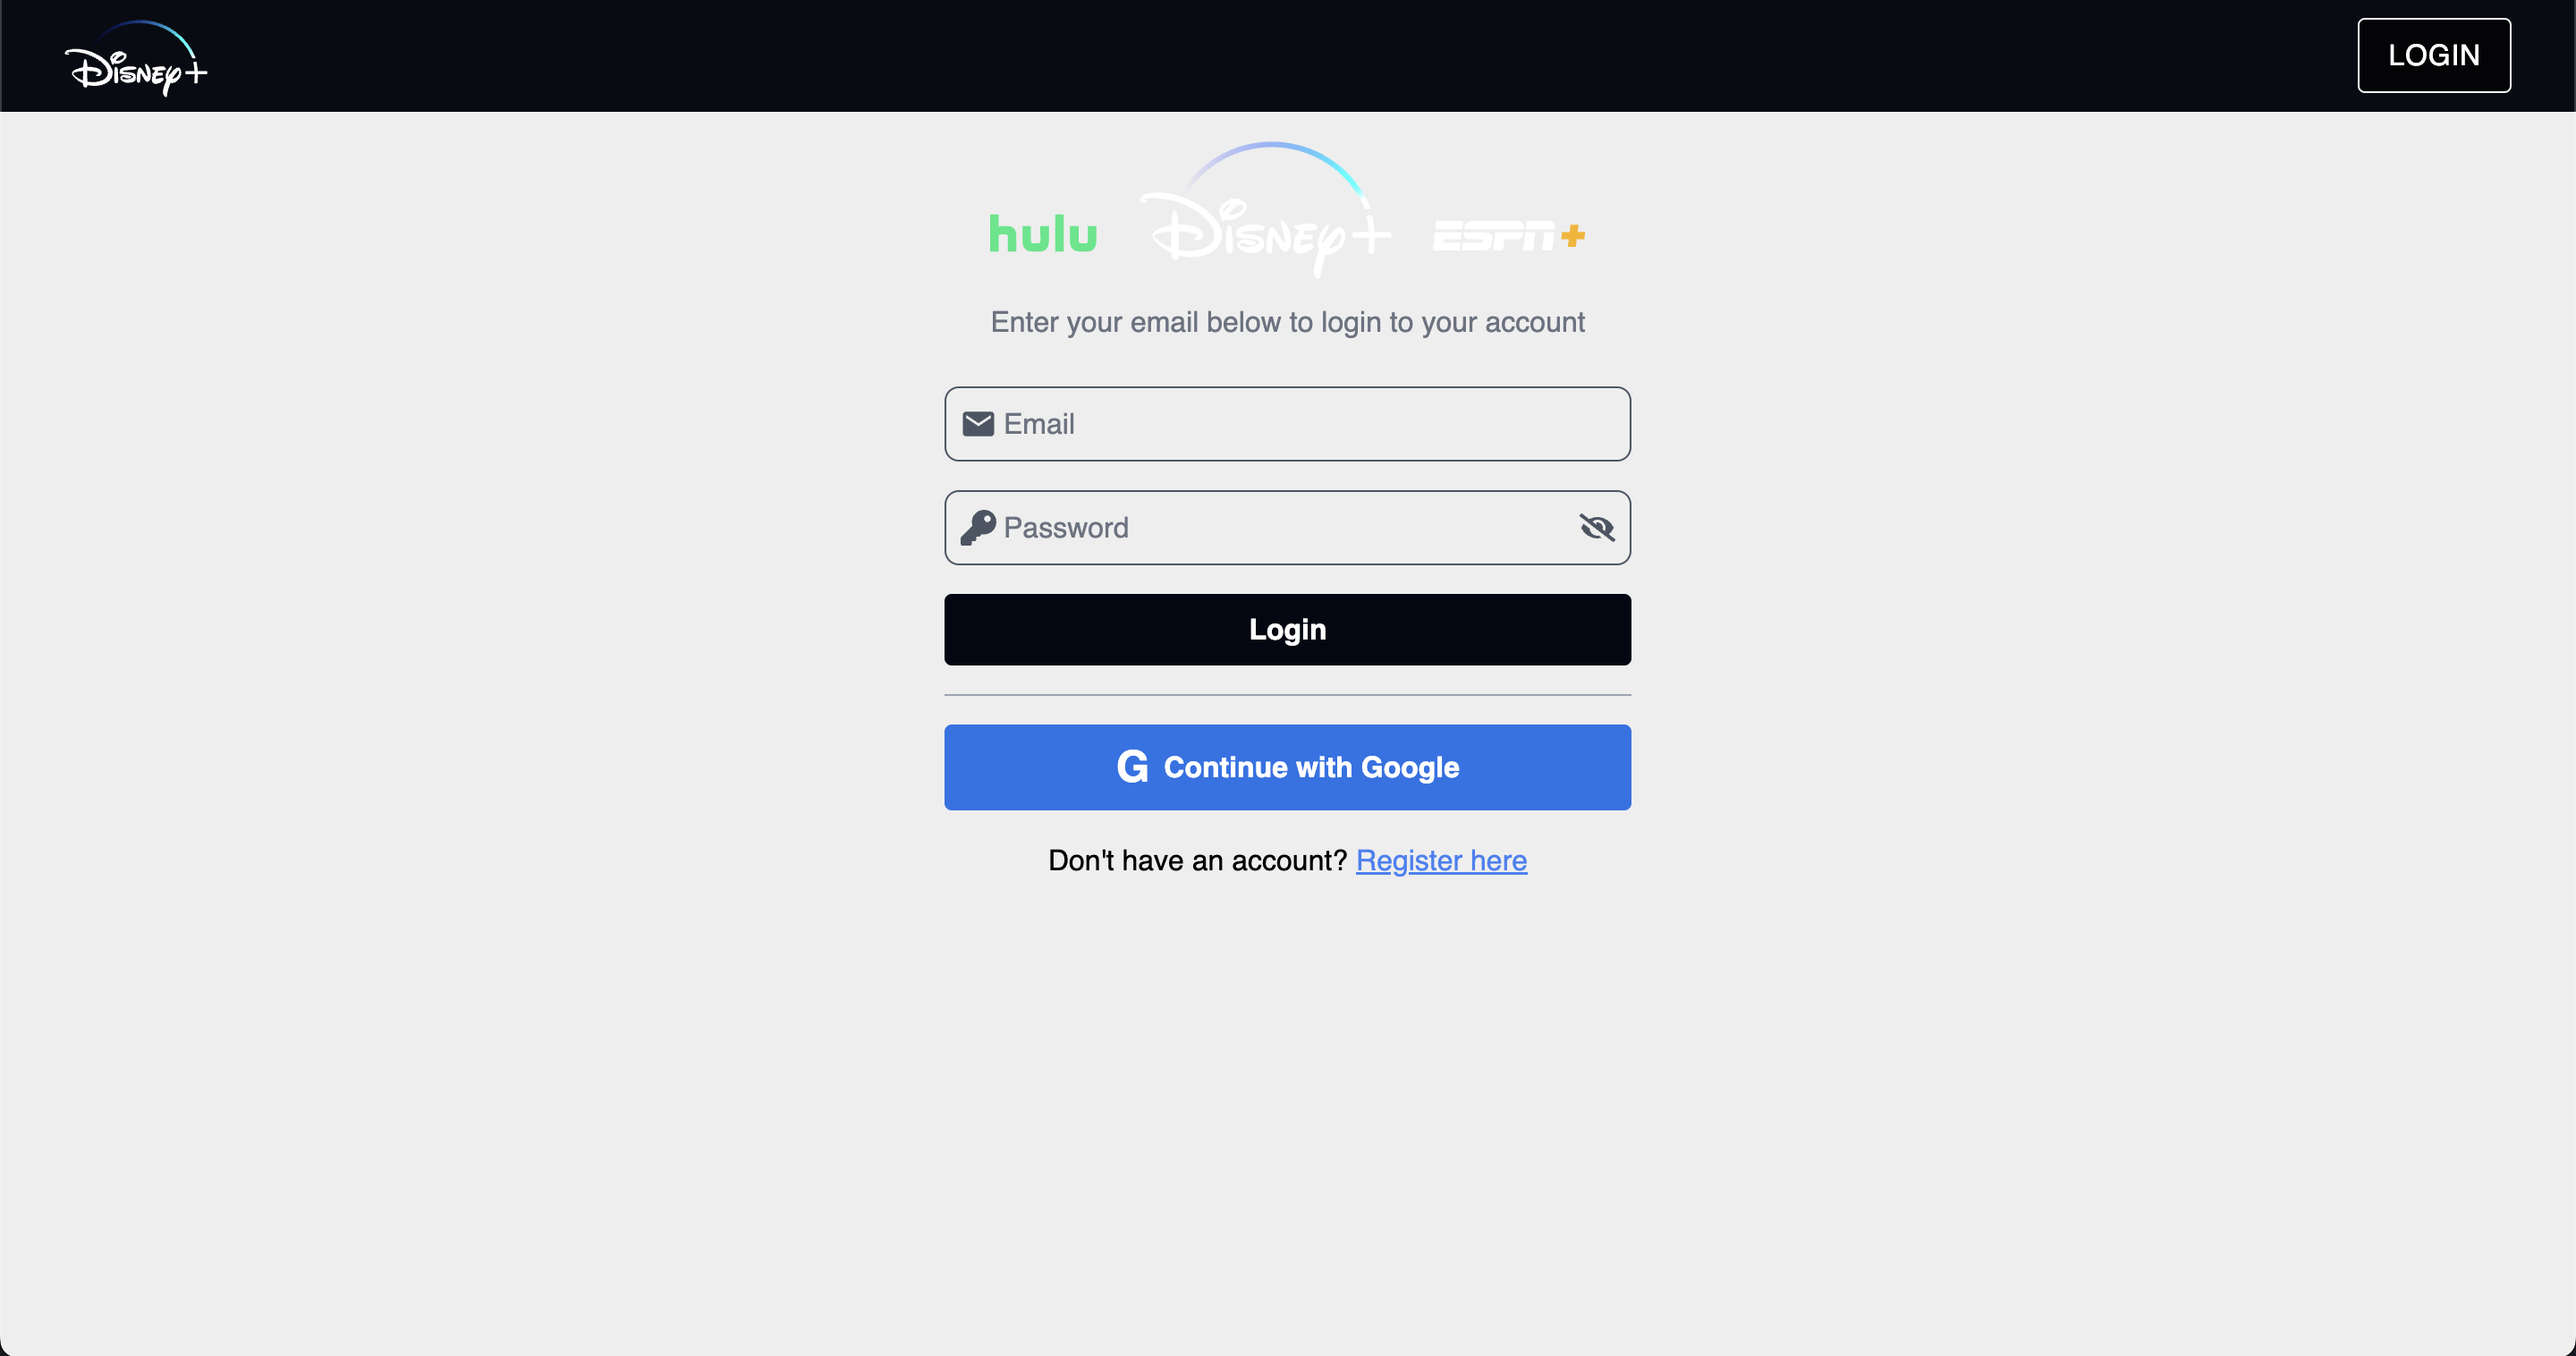 Disney+
LOGIN
hulu Disney+ ESPN+
Enter your email below to login to your account
Email
Password
Login
G Continue with Google
Don't have an account? Register here